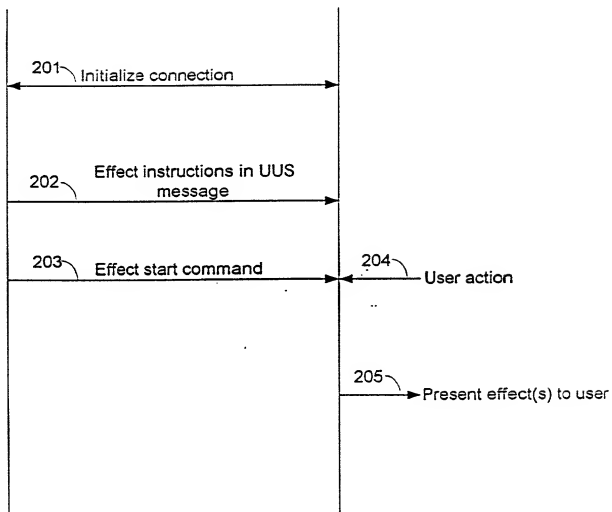 201 Initialize connection
Effect instructions in UUS
202 message
203 Effect start command
204
User action
205
Present effect(s) to user